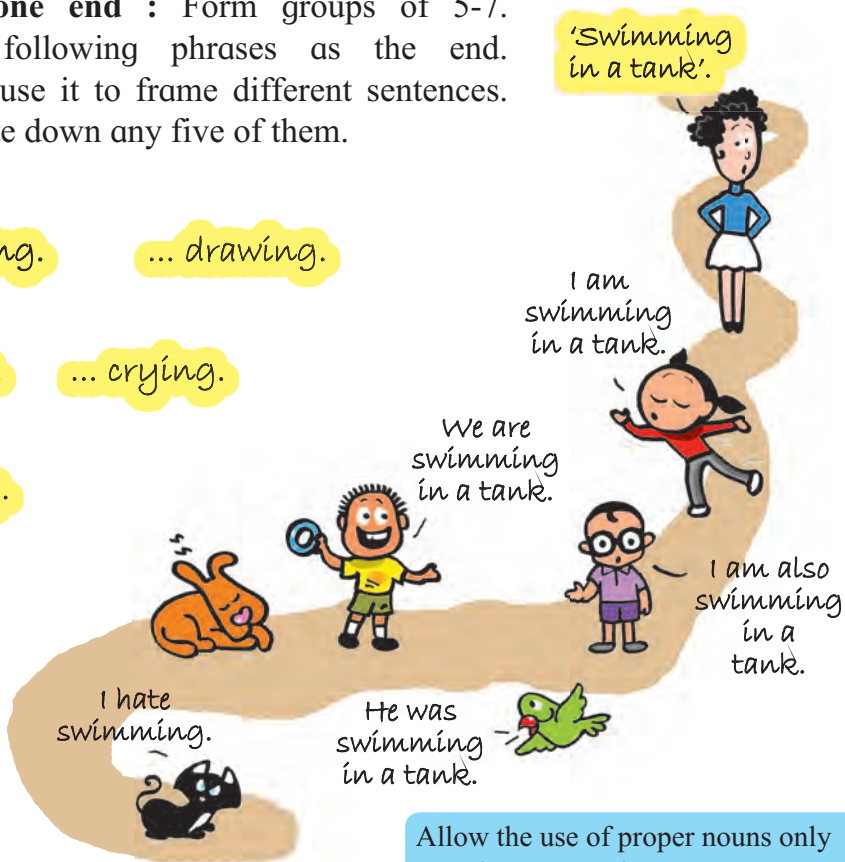 one end : Form groups of 5-7.
following phrases as the end.
use it to frame different sentences.
down any five of them.
'Swimming
in a tank'.
... drawing.
I am
swimming
in a tank.
... crying.
We are
swimming
in a tank.
I am also
swimming
in a
tank.
I hate
swimming.
He was
swimming
in a tank.
Allow the use of proper nouns only